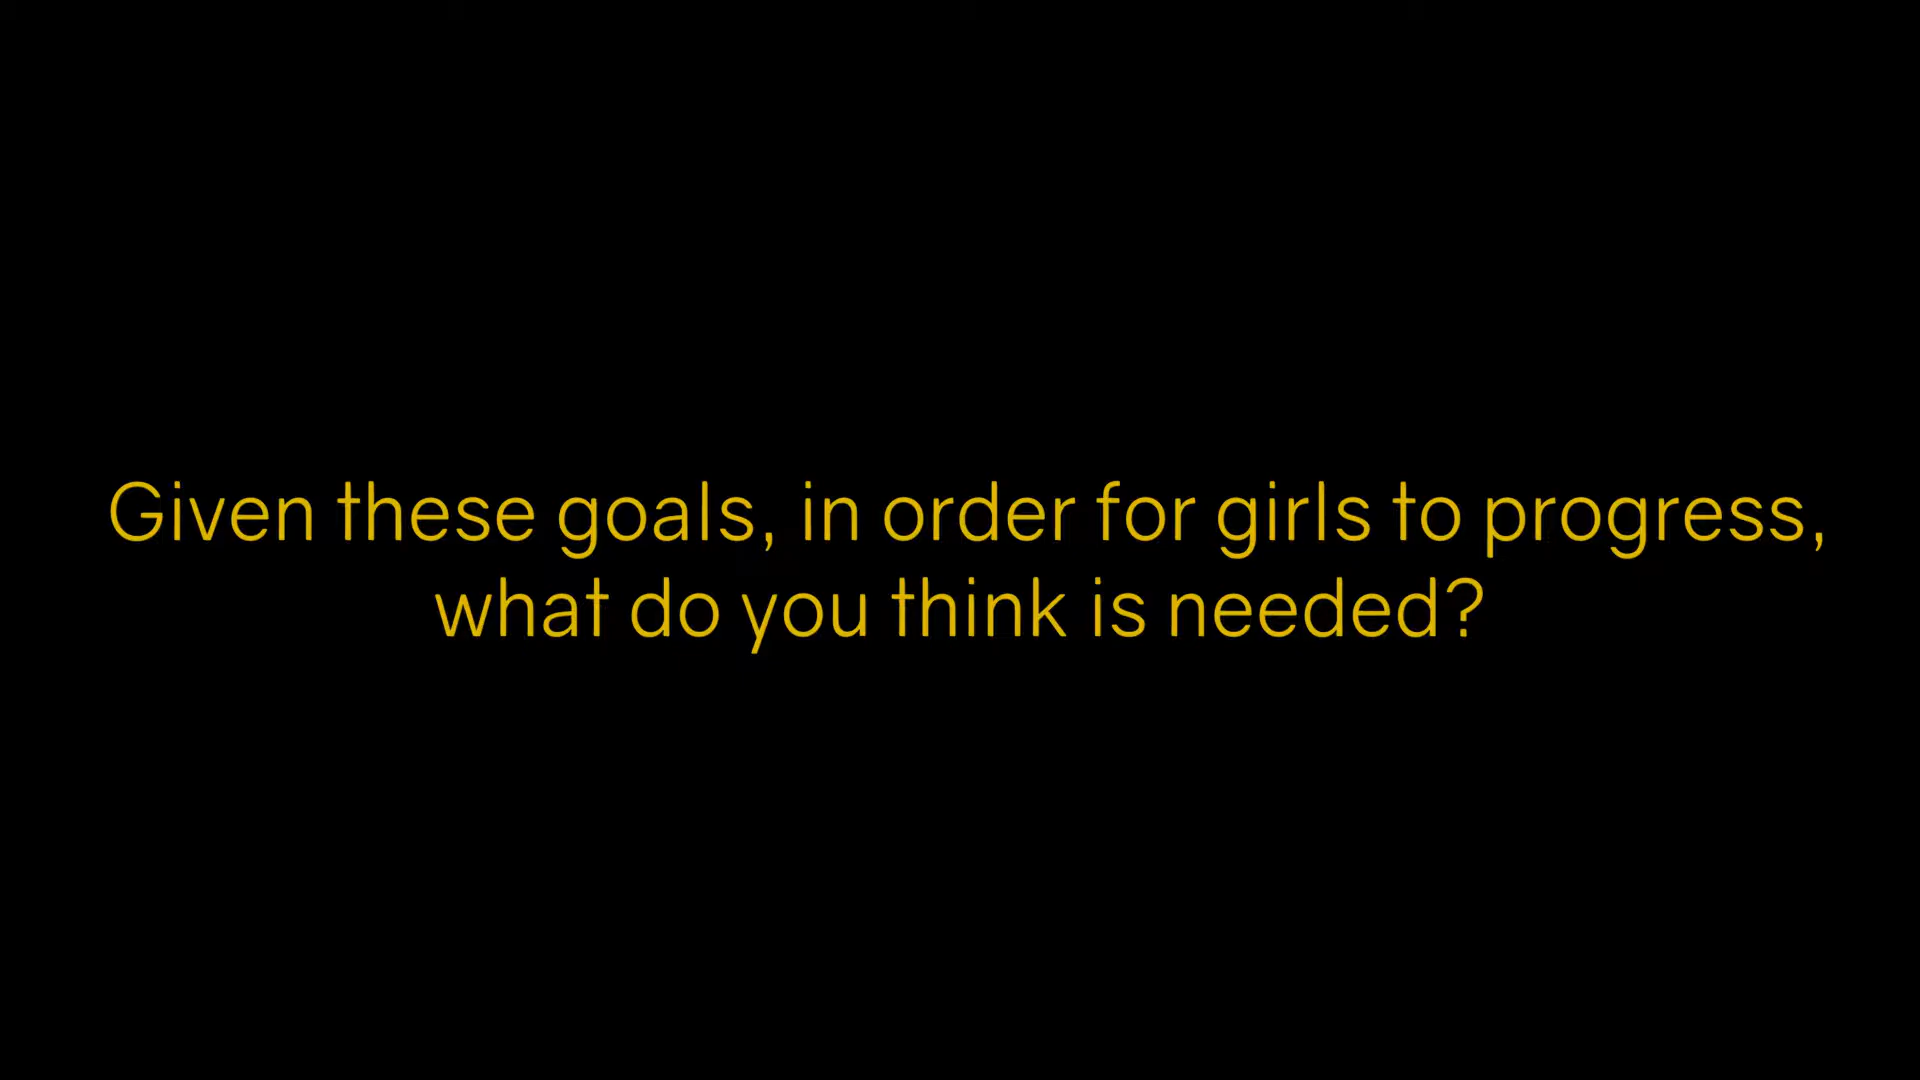 Given these goals, in order for girls to progress,
what do you think is needed?